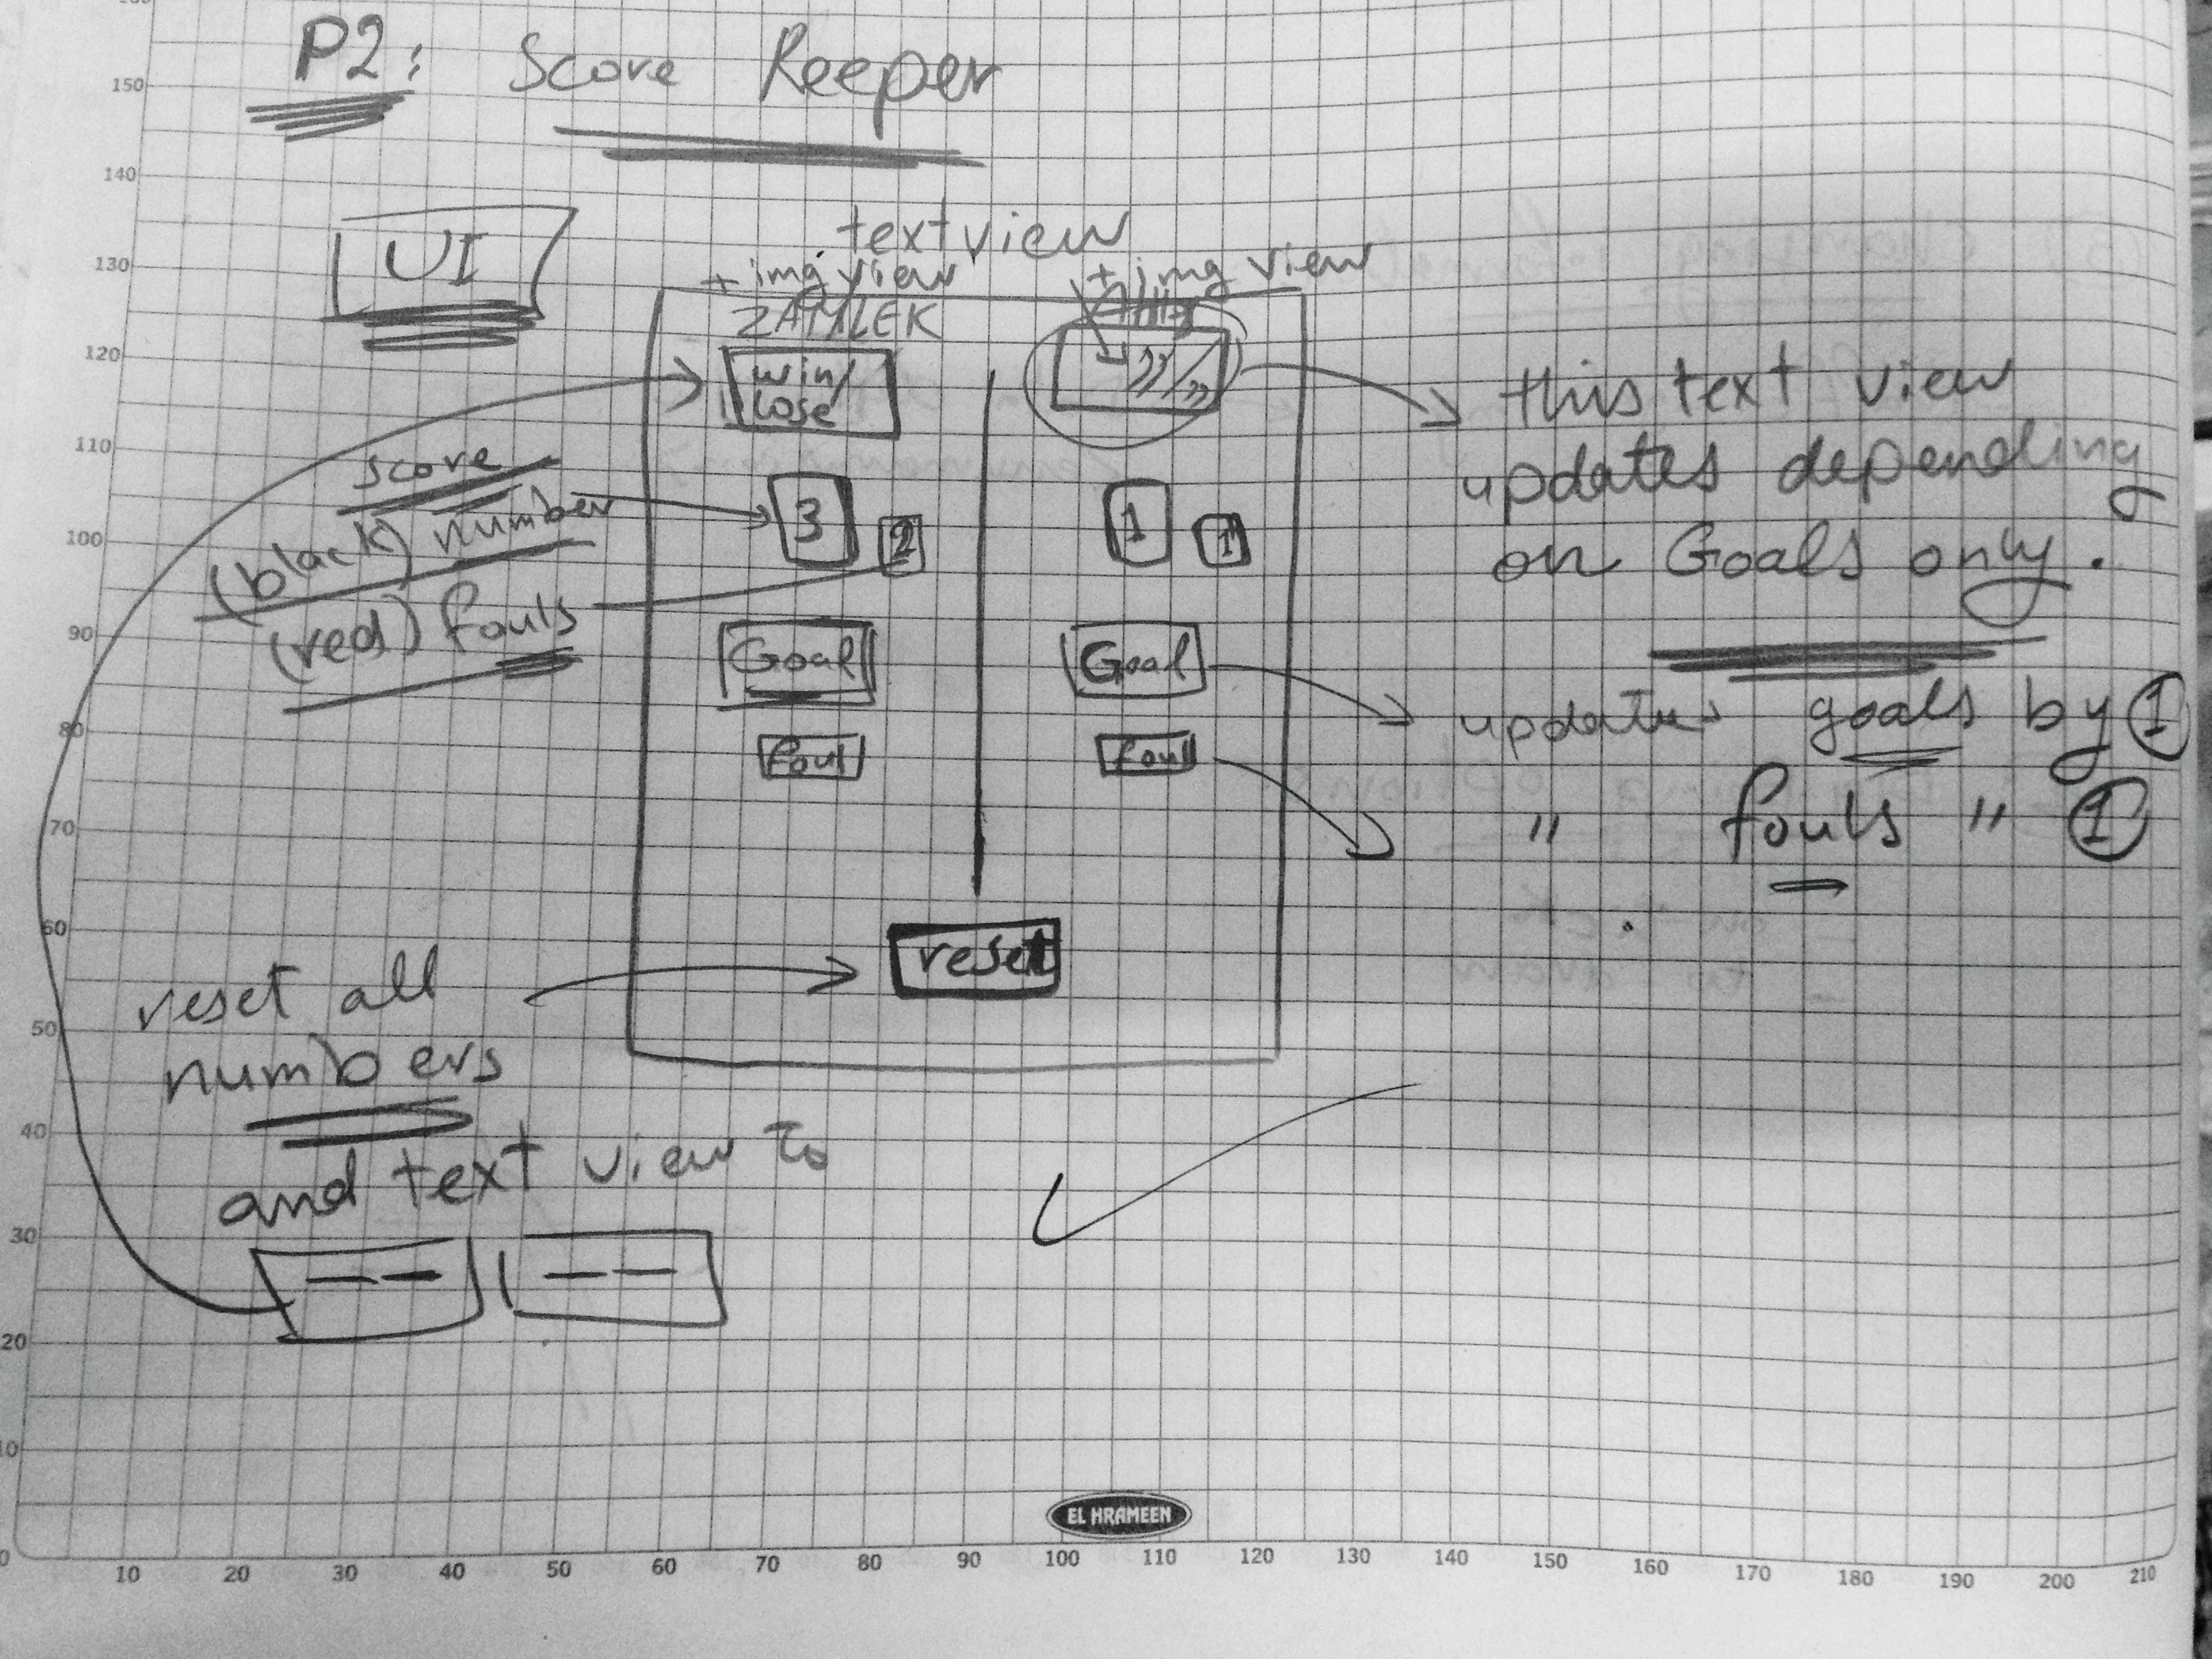 P2: Score Keeper
UI
textview
+ img view
+ img view
ZAMLEK
Ahly
win/
lose
"/"
this text view
updates depending
on Goals only.
score
(black) number
(red) fouls
3
2
1
1
Goal
Goal
updates goals by 1
foul
foul
" fouls " 1
reset
reset all
numbers
and text view to
— —
— —
EL HRAMEEN
150
140
130
120
110
100
90
80
70
60
50
40
30
20
10
0
10 20 30 40 50 60 70 80 90 100 110 120 130 140 150 160 170 180 190 200 210